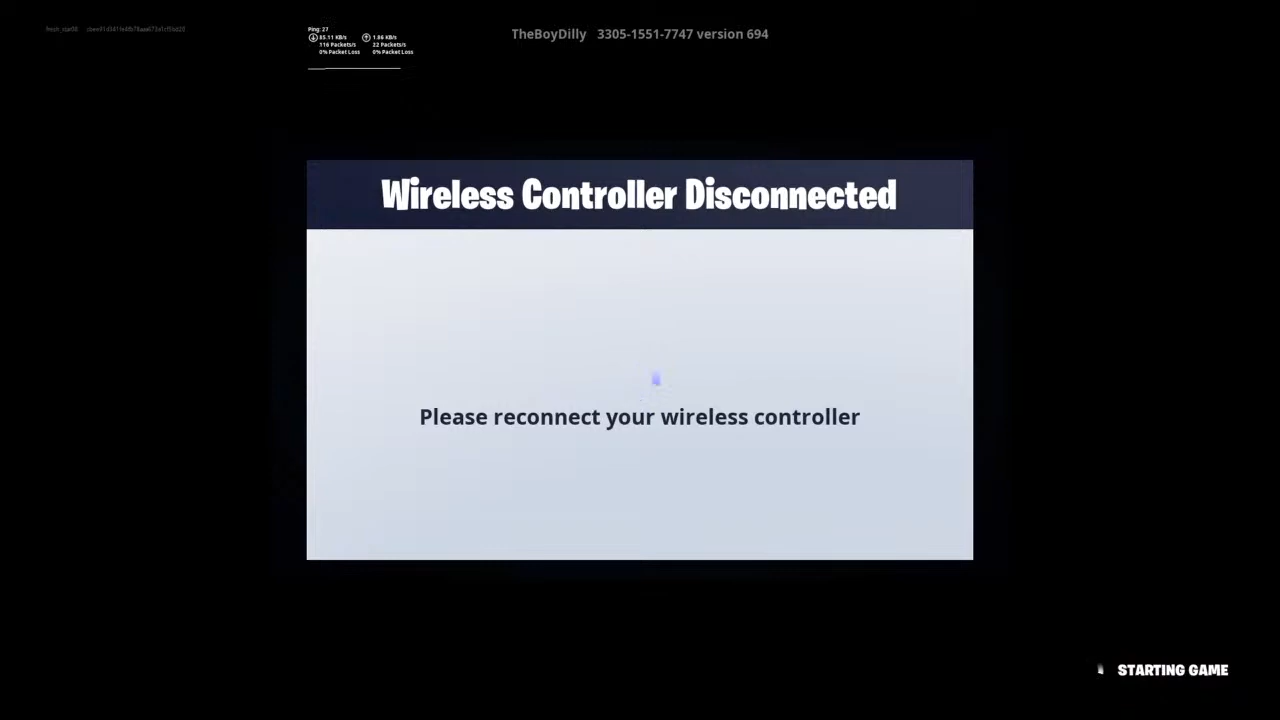 fresh_star00
Ping: 27
85.11 KB/s 1.86 KB/s
116 Packets/s 22 Packets/s
0% Packet Loss 0% Packet Loss
TheBoyDilly 3305-1551-7747 version 694
Wireless Controller Disconnected
Please reconnect your wireless controller
STARTING GAME